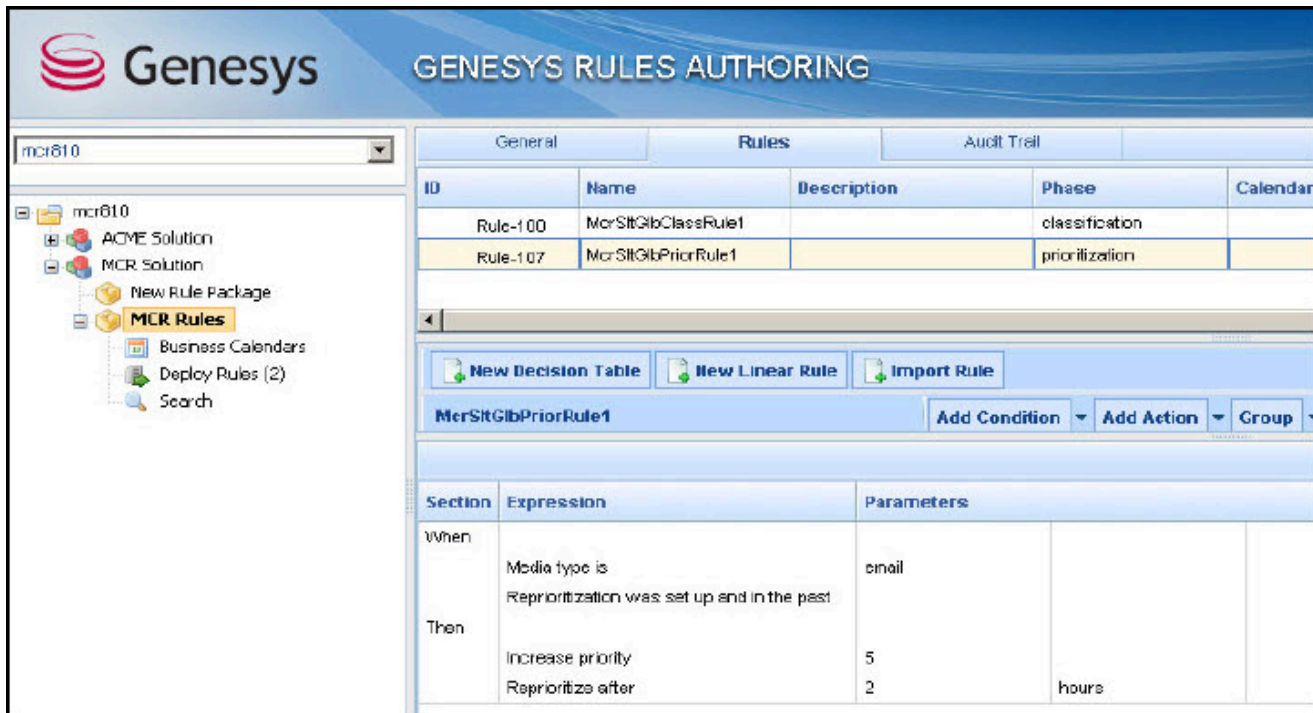 Genesys
GENESYS RULES AUTHORING
mcr810
mcr810
ACME Solution
MCR Solution
New Rule Package
MCR Rules
Business Calendars
Deploy Rules (2)
Search
General Rules Audit Trail
ID Name Description Phase Calendar
Rule-100 McrSltGlbClassRule1 classification
Rule-107 McrSltGlbPriorRule1 prioritization
New Decision Table New Linear Rule Import Rule
McrSltGlbPriorRule1 Add Condition Add Action Group
Section Expression Parameters
When
Media type is email
Reprioritization was set up and in the past
Then
Increase priority 5
Reprioritize after 2 hours